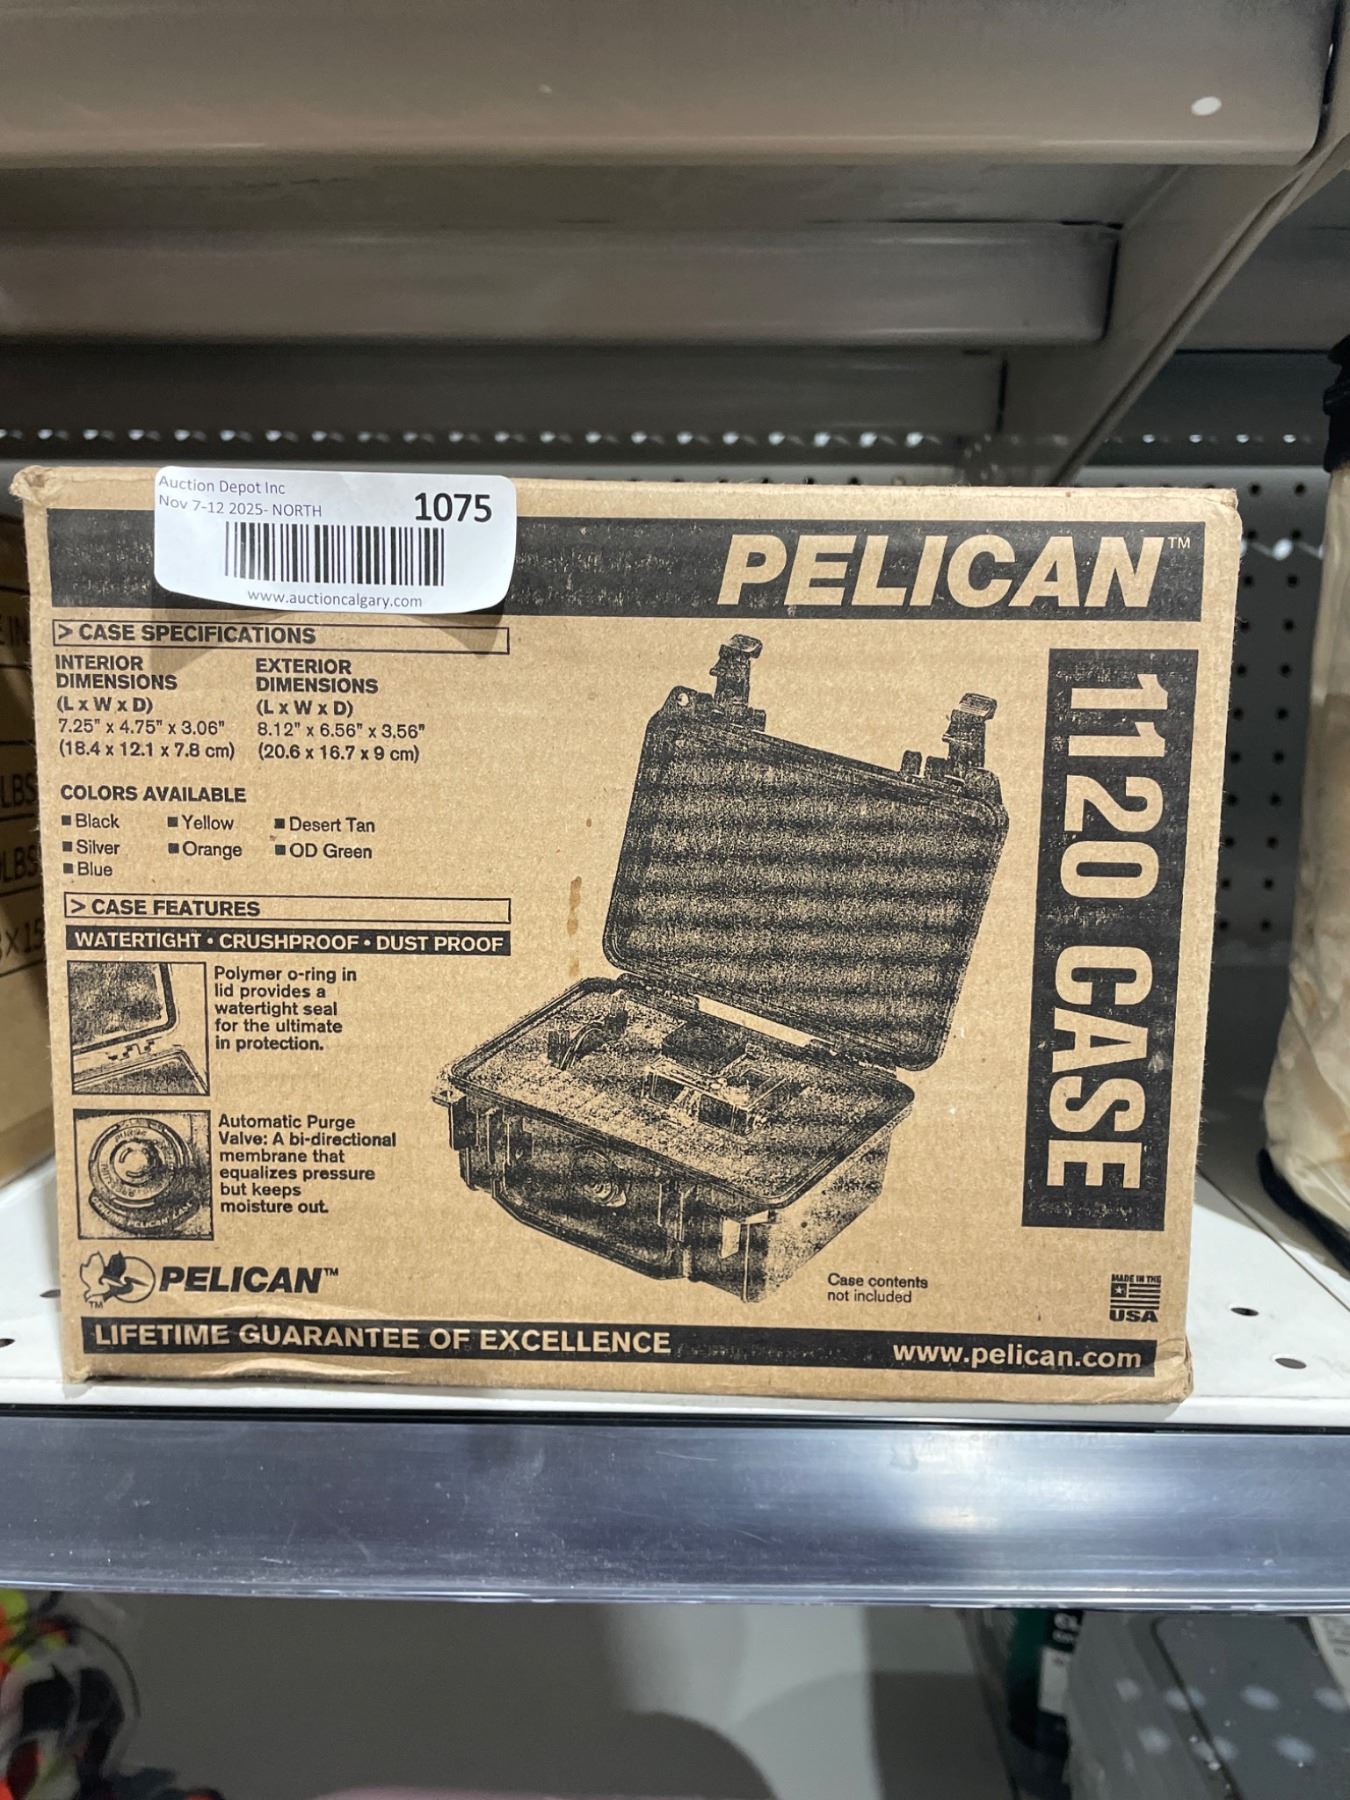 Auction Depot Inc
Nov 7-12 2025- NORTH
1075
www.auctioncalgary.com
PELICAN™
> CASE SPECIFICATIONS
INTERIOR
DIMENSIONS
(L x W x D)
7.25" x 4.75" x 3.06"
(18.4 x 12.1 x 7.8 cm)
EXTERIOR
DIMENSIONS
(L x W x D)
8.12" x 6.56" x 3.56"
(20.6 x 16.7 x 9 cm)
COLORS AVAILABLE
■ Black ■ Yellow ■ Desert Tan
■ Silver ■ Orange ■ OD Green
■ Blue
> CASE FEATURES
WATERTIGHT • CRUSHPROOF • DUST PROOF
Polymer o-ring in
lid provides a
watertight seal
for the ultimate
in protection.
Automatic Purge
Valve: A bi-directional
membrane that
equalizes pressure
but keeps
moisture out.
1120 CASE
PELICAN™
TM
Case contents
not included
MADE IN THE
USA
LIFETIME GUARANTEE OF EXCELLENCE
www.pelican.com
LBS